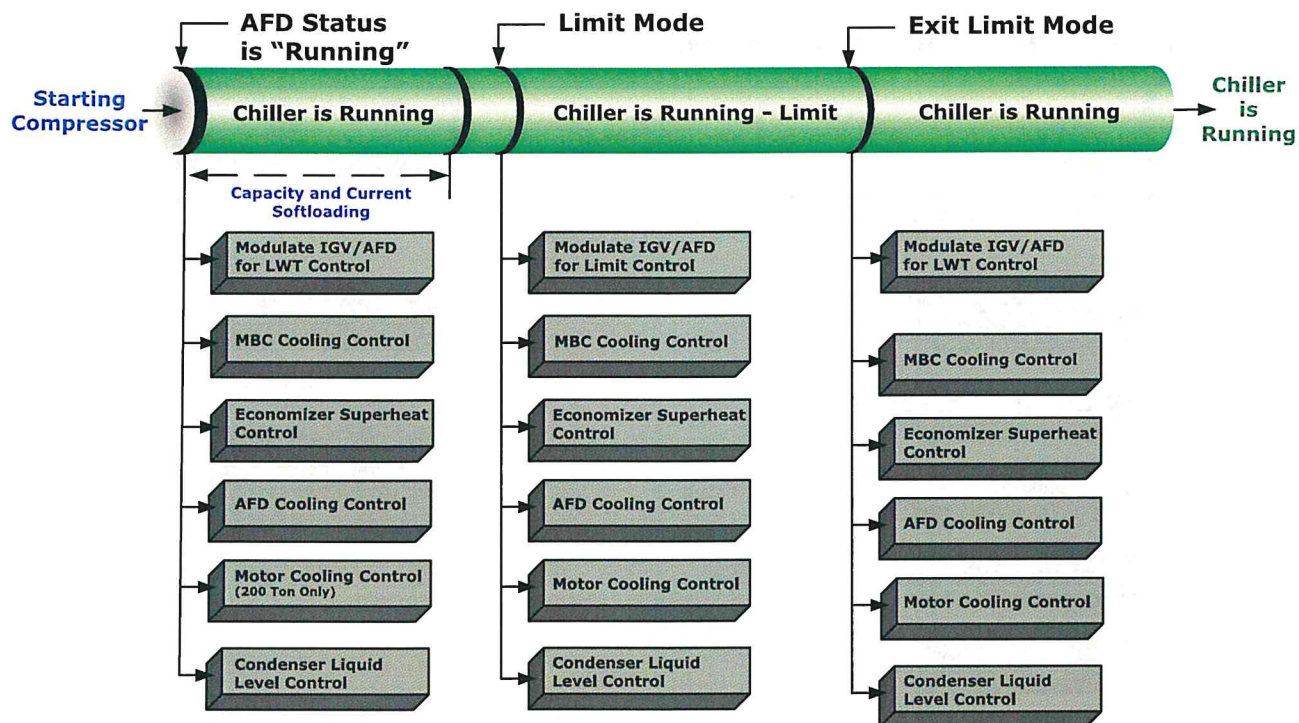 AFD Status
is “Running”
Limit Mode
Exit Limit Mode
Starting
Compressor
Chiller is Running
Chiller is Running – Limit
Chiller is Running
Chiller
is
Running
Capacity and Current
Softloading
Modulate IGV/AFD
for LWT Control
MBC Cooling Control
Economizer Superheat
Control
AFD Cooling Control
Motor Cooling Control
(200 Ton Only)
Condenser Liquid
Level Control
Modulate IGV/AFD
for Limit Control
MBC Cooling Control
Economizer Superheat
Control
AFD Cooling Control
Motor Cooling Control
Condenser Liquid
Level Control
Modulate IGV/AFD
for LWT Control
MBC Cooling Control
Economizer Superheat
Control
AFD Cooling Control
Motor Cooling Control
Condenser Liquid
Level Control